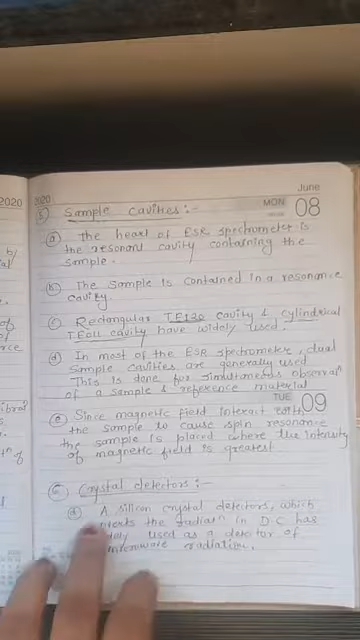 2020
2020
June
MON
08
⑤ Sample Cavities :-
ⓐ The heart of ESR spectrometer is
the resonant cavity containing the
sample.
ⓑ The sample is contained in a resonance
cavity.
ⓒ Rectangular TE120 cavity & cylindrical
TE011 cavity have widely used.
ⓓ In most of the ESR spectrometer, dual
sample cavities are generally used
This is done for simultaneous observatn
of a sample & reference material
TUE
09
ⓔ Since magnetic field interact with
the sample to cause spin resonance
the sample is placed where the intensity
of magnetic field is greatest
⑥ Crystal detectors :-
ⓐ A silicon crystal detectors, which
the radiatn in D.C has
used as a detector of
microwave radiation.